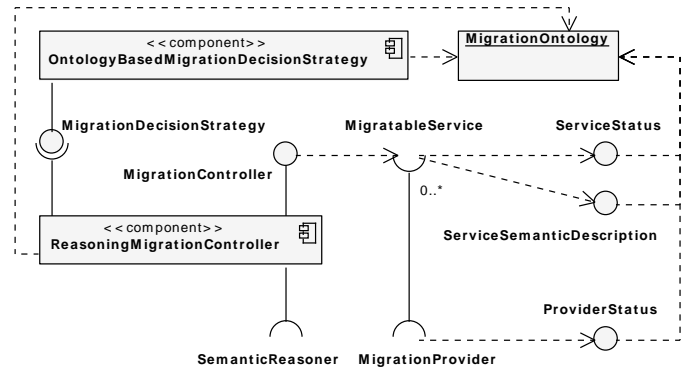 <<component>>
OntologyBasedMigrationDecisionStrategy
MigrationOntology
MigrationDecisionStrategy
MigratableService
ServiceStatus
MigrationController
0..*
<<component>>
ReasoningMigrationController
ServiceSemanticDescription
ProviderStatus
SemanticReasoner
MigrationProvider